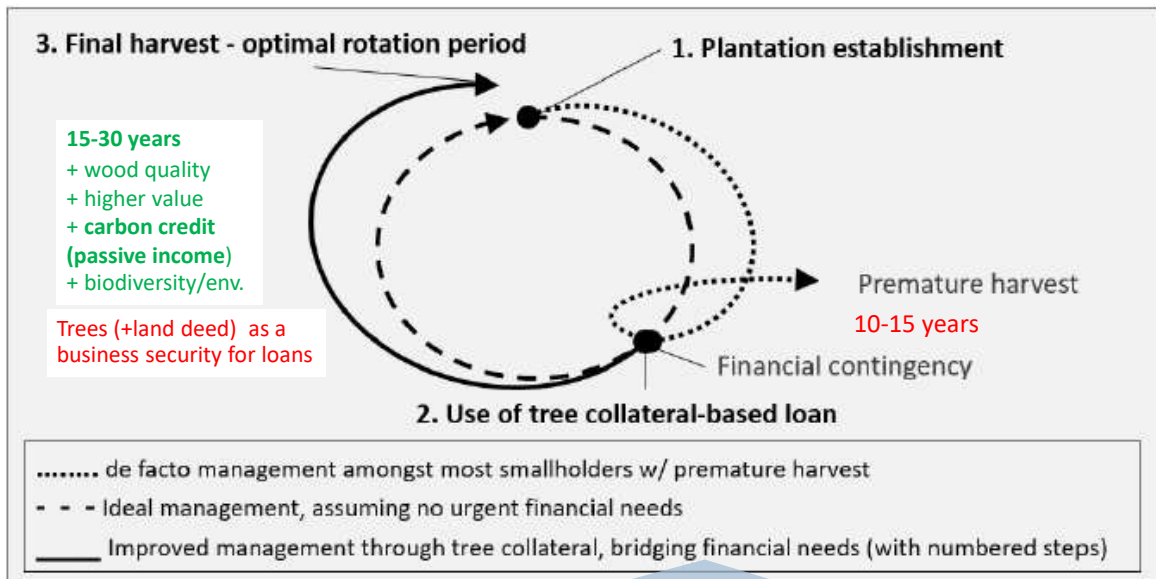 3. Final harvest - optimal rotation period
1. Plantation establishment
15-30 years
+ wood quality
+ higher value
+ carbon credit
(passive income)
+ biodiversity/env.
Trees (+land deed) as a
business security for loans
Premature harvest
10-15 years
Financial contingency
2. Use of tree collateral-based loan
........ de facto management amongst most smallholders w/ premature harvest
- - - Ideal management, assuming no urgent financial needs
____ Improved management through tree collateral, bridging financial needs (with numbered steps)